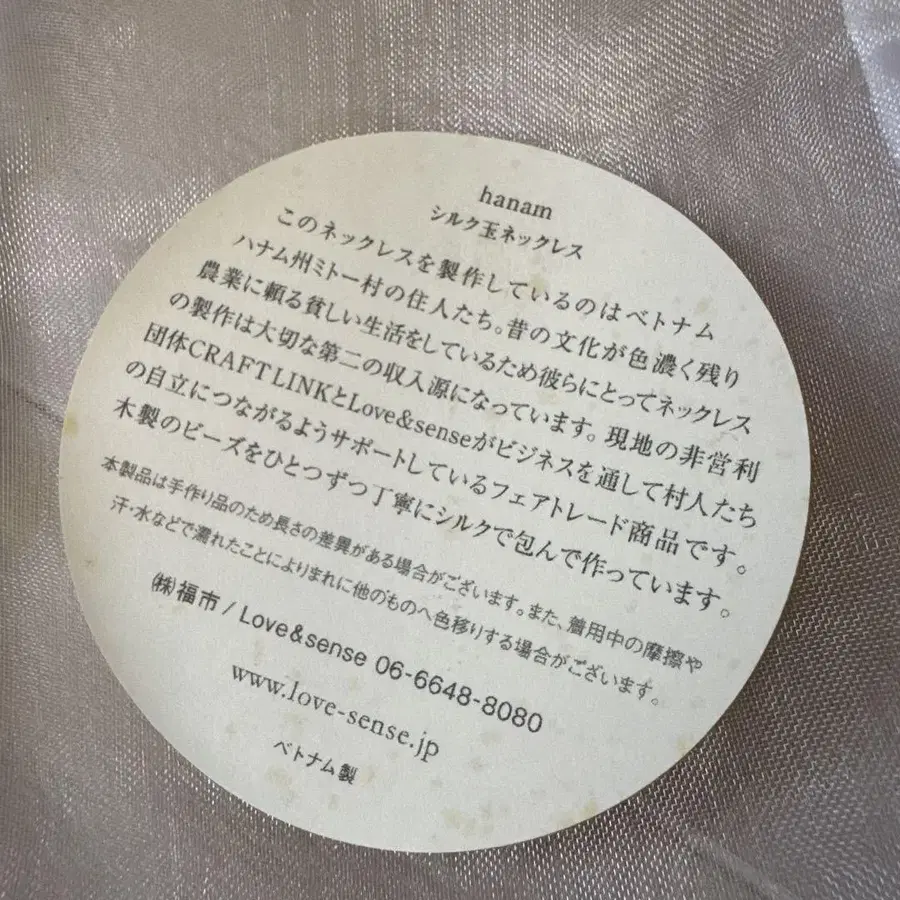 hanam
シルク玉ネックレス
このネックレスを製作しているのはベトナム
ハナム州ミトー村の住人たち。昔の文化が色濃く残り
農業に頼る貧しい生活をしているため彼らにとってネックレス
の製作は大切な第二の収入源になっています。現地の非営利
団体CRAFT LINKとLove&senseがビジネスを通して村人たち
の自立につながるようサポートしているフェアトレード商品です。
木製のビーズをひとつずつ丁寧にシルクで包んで作っています。
本製品は手作り品のため長さの差異がある場合がございます。また、着用中の摩擦や
汗・水などで濡れたことによりまれに他のものへ色移りする場合がございます。
㈱福市 / Love&sense 06-6648-8080
www.love-sense.jp
ベトナム製